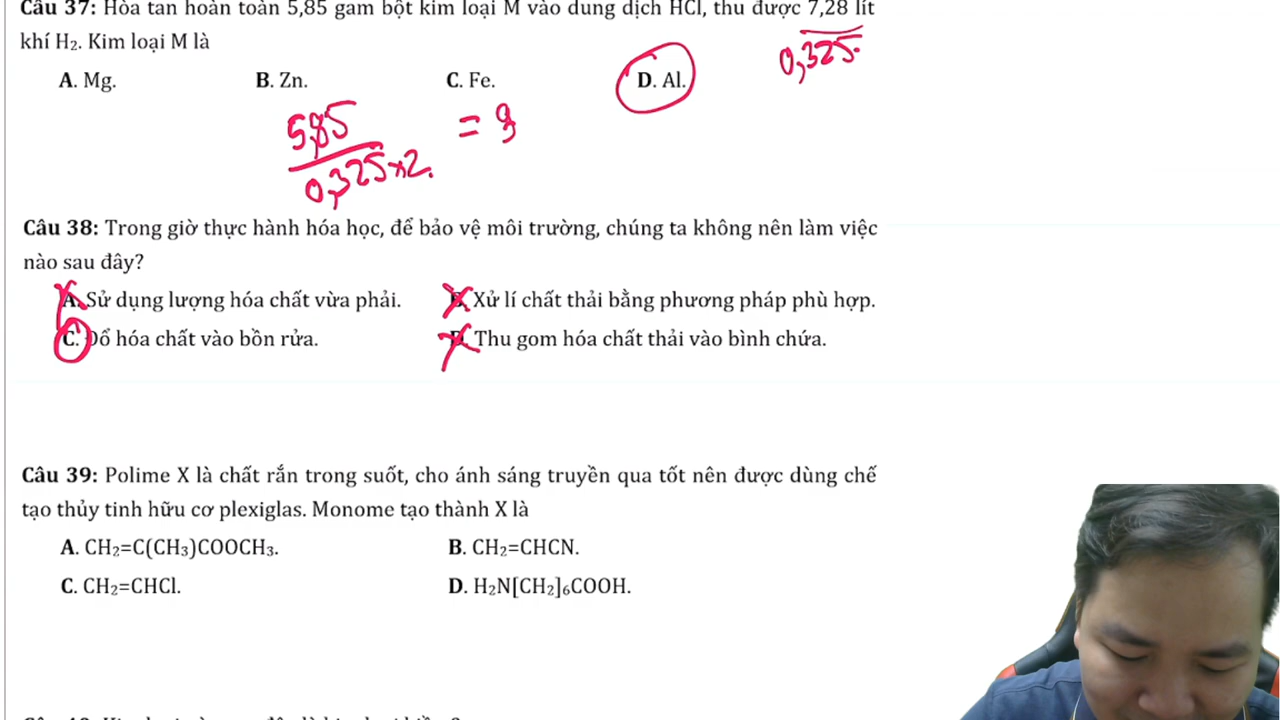 Câu 37: Hòa tan hoàn toàn 5,85 gam bột kim loại M vào dung dịch HCl, thu được 7,28 lít
khí H₂. Kim loại M là
0,325
A. Mg. B. Zn. C. Fe. D. Al.
5,85 = 9
0,325×2
Câu 38: Trong giờ thực hành hóa học, để bảo vệ môi trường, chúng ta không nên làm việc
nào sau đây?
A. Sử dụng lượng hóa chất vừa phải. B. Xử lí chất thải bằng phương pháp phù hợp.
C. Đổ hóa chất vào bồn rửa. D. Thu gom hóa chất thải vào bình chứa.
Câu 39: Polime X là chất rắn trong suốt, cho ánh sáng truyền qua tốt nên được dùng chế
tạo thủy tinh hữu cơ plexiglas. Monome tạo thành X là
A. CH₂=C(CH₃)COOCH₃. B. CH₂=CHCN.
C. CH₂=CHCl. D. H₂N[CH₂]₆COOH.